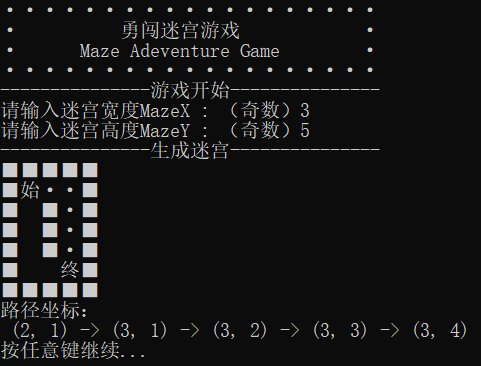 • • • • • • • • • • • • • • • • • • •
• 勇闯迷宫游戏 •
• Maze Adeventure Game •
• • • • • • • • • • • • • • • • • • •
---------------游戏开始---------------
请输入迷宫宽度MazeX : （奇数）3
请输入迷宫高度MazeY : （奇数）5
---------------生成迷宫---------------
■■■■■
■始••■
■ ■•■
■ ■•■
■ ■•■
■ 终■
■■■■■
路径坐标：
(2, 1) -> (3, 1) -> (3, 2) -> (3, 3) -> (3, 4)
按任意键继续...